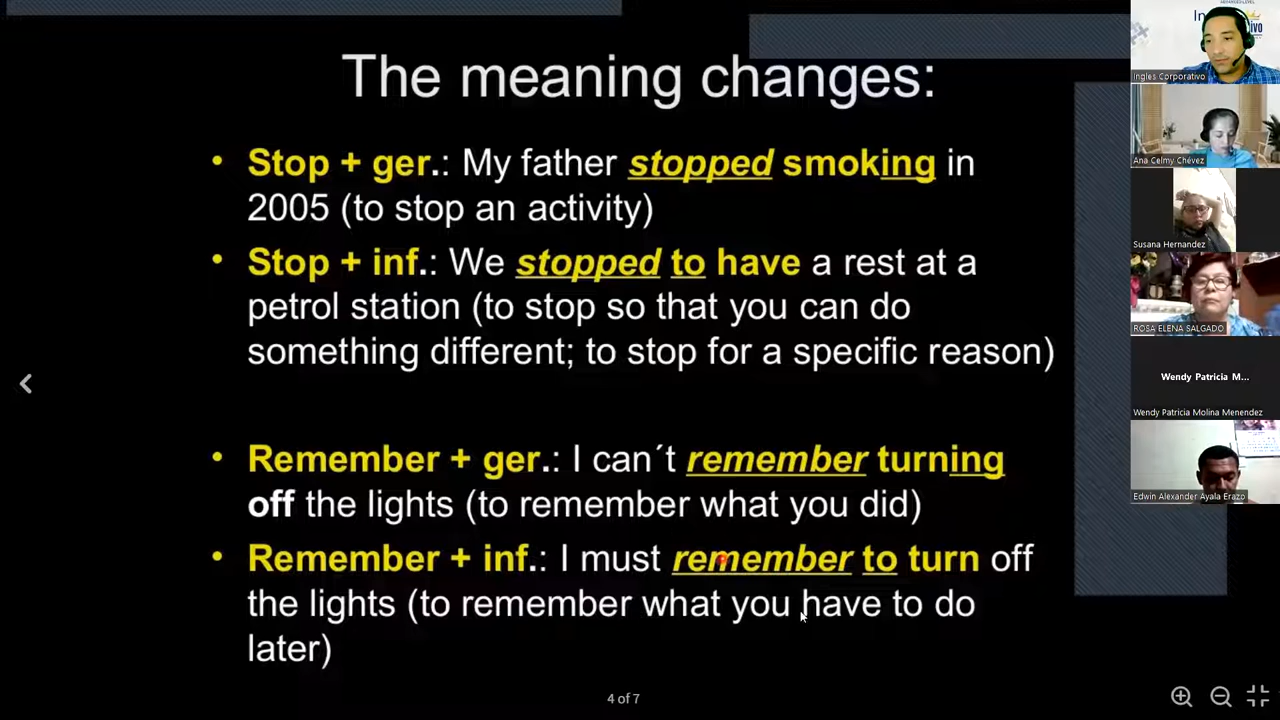 The meaning changes:
• Stop + ger.: My father stopped smoking in
2005 (to stop an activity)
• Stop + inf.: We stopped to have a rest at a
petrol station (to stop so that you can do
something different; to stop for a specific reason)
• Remember + ger.: I can´t remember turning
off the lights (to remember what you did)
• Remember + inf.: I must remember to turn off
the lights (to remember what you have to do
later)
4 of 7
Ingles Corporativo
Ana Celmy Chévez
Susana Hernandez
ROSA ELENA SALGADO
Wendy Patricia M...
Wendy Patricia Molina Menendez
Edwin Alexander Ayala Erazo